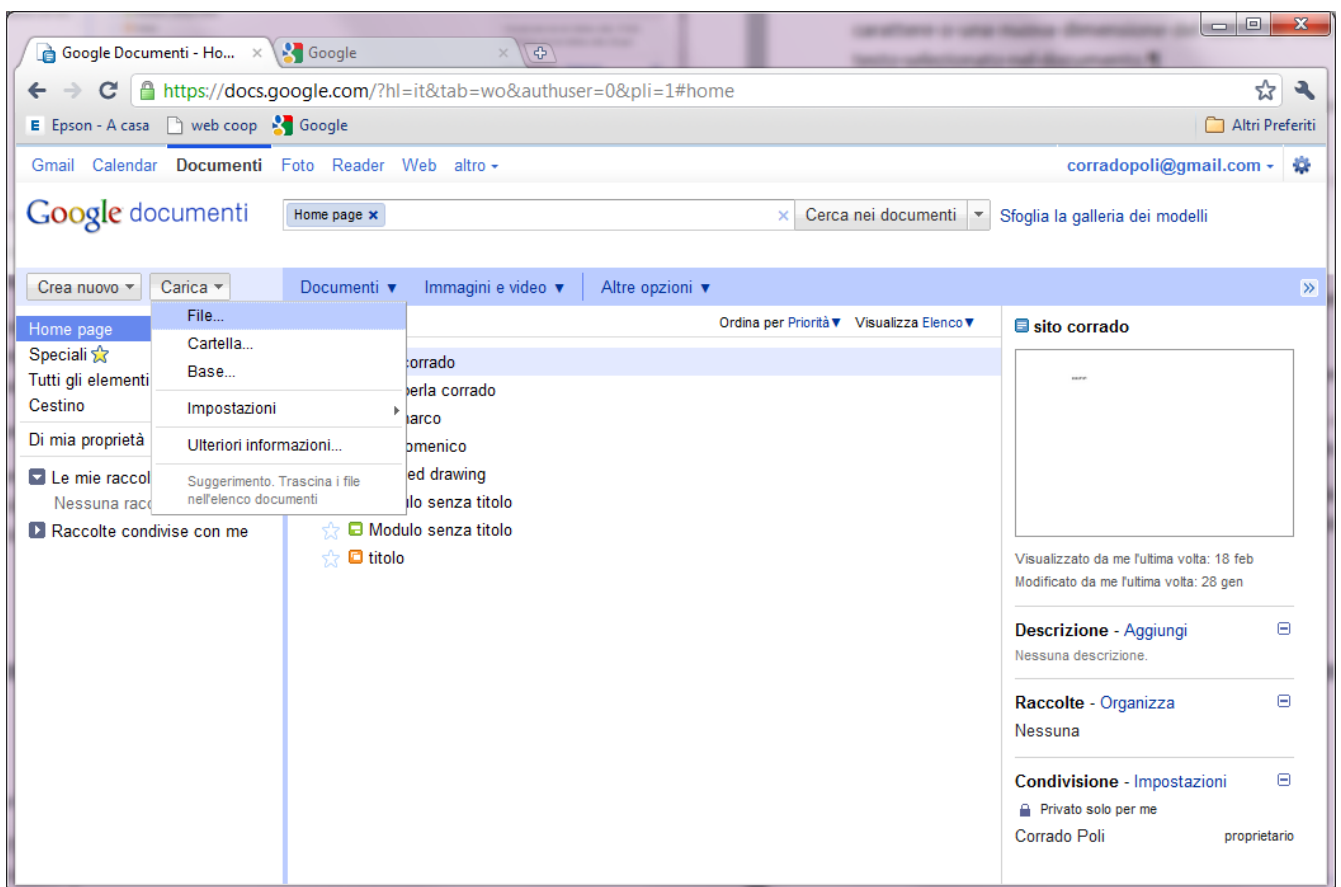 Google Documenti - Ho...
Google
https://docs.google.com/?hl=it&tab=wo&authuser=0&pli=1#home
Epson - A casa
web coop
Google
Altri Preferiti
Gmail Calendar Documenti Foto Reader Web altro
corradopoli@gmail.com
Google documenti
Home page
Cerca nei documenti
Sfoglia la galleria dei modelli
Crea nuovo
Carica
Documenti
Immagini e video
Altre opzioni
File...
Cartella...
Base...
Impostazioni
Ulteriori informazioni...
Suggerimento. Trascina i file
nell'elenco documenti
Home page
Speciali
Tutti gli elementi
Cestino
Di mia proprietà
Le mie raccol
Nessuna racc
Raccolte condivise con me
Ordina per Priorità Visualizza Elenco
corrado
perla corrado
marco
omenico
ed drawing
ulo senza titolo
Modulo senza titolo
titolo
sito corrado
Visualizzato da me l'ultima volta: 18 feb
Modificato da me l'ultima volta: 28 gen
Descrizione - Aggiungi
Nessuna descrizione.
Raccolte - Organizza
Nessuna
Condivisione - Impostazioni
Privato solo per me
Corrado Poli
proprietario